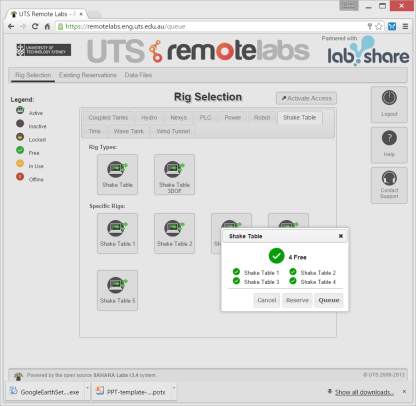 UTS Remote Labs - Goo
https://remotelabs.eng.uts.edu.au/queue
UNIVERSITY OF
TECHNOLOGY SYDNEY
UTS remotelabs
Partnered with:
labshare
Rig Selection Existing Reservations Data Files
Legend:
Active
Inactive
Locked
Free
In Use
Offline
Rig Selection
Activate Access
Logout
Help
Contact
Support
Coupled Tanks Hydro Nexys PLC Power Robot Shake Table
Tims Wave Tank Wind Tunnel
Rig Types:
Shake Table
Shake Table
3DOF
Specific Rigs:
Shake Table 1
Shake Table 2
Shake Table 5
Shake Table
4 Free
Shake Table 1 Shake Table 2
Shake Table 3 Shake Table 4
Cancel Reserve Queue
Powered by the open source SAHARA Labs r3.4 system.
© UTS 2009-2013
GoogleEarthSet....exe
PPT-template-....potx
Show all downloads...